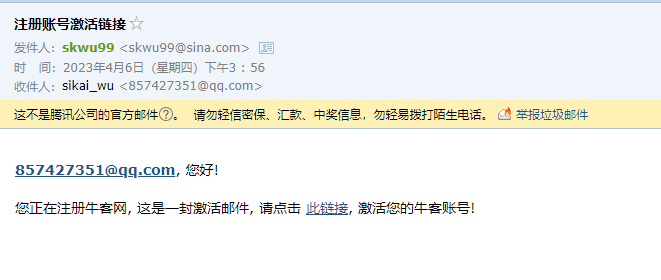 注册账号激活链接☆
发件人：skwu99 <skwu99@sina.com>
时　间：2023年4月6日（星期四）下午3：56
收件人：sikai_wu <857427351@qq.com>
这不是腾讯公司的官方邮件?。 请勿轻信密保、汇款、中奖信息，勿轻易拨打陌生电话。 举报垃圾邮件
857427351@qq.com, 您好!
您正在注册牛客网, 这是一封激活邮件, 请点击 此链接, 激活您的牛客账号!